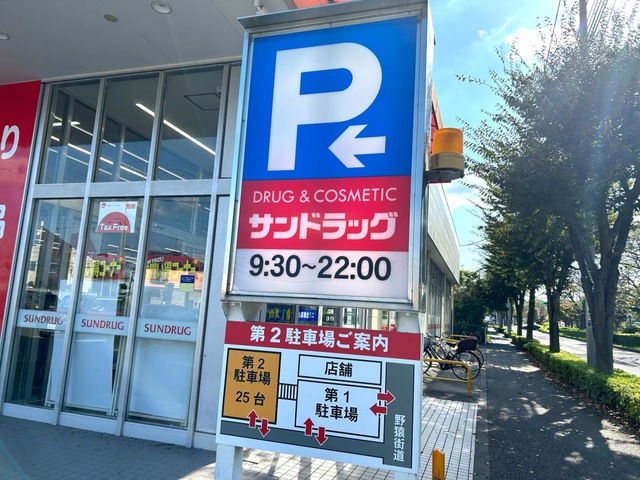 P
DRUG & COSMETIC
サンドラッグ
9:30～22:00
第2駐車場ご案内
第2
駐車場
25台
店舗
第1
駐車場
野猿街道
Tax Free
SUNDRUG
SUNDRUG
SUNDRUG
り